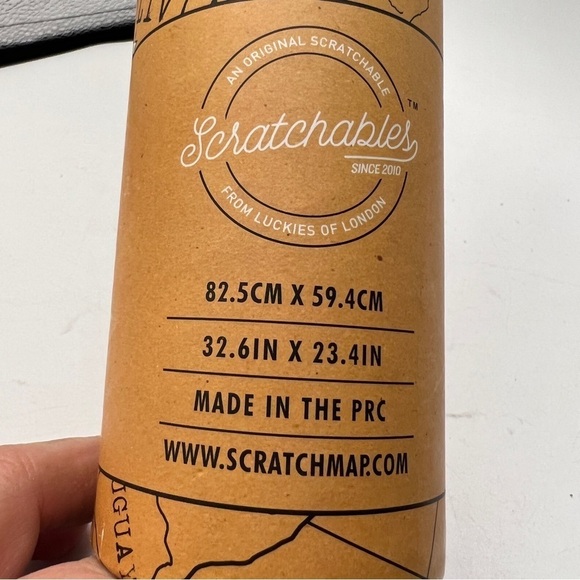 AN ORIGINAL SCRATCHABLE
™
Scratchables
SINCE 2010
FROM LUCKIES OF LONDON
82.5CM X 59.4CM
32.6IN X 23.4IN
MADE IN THE PRC
WWW.SCRATCHMAP.COM
UGUAY